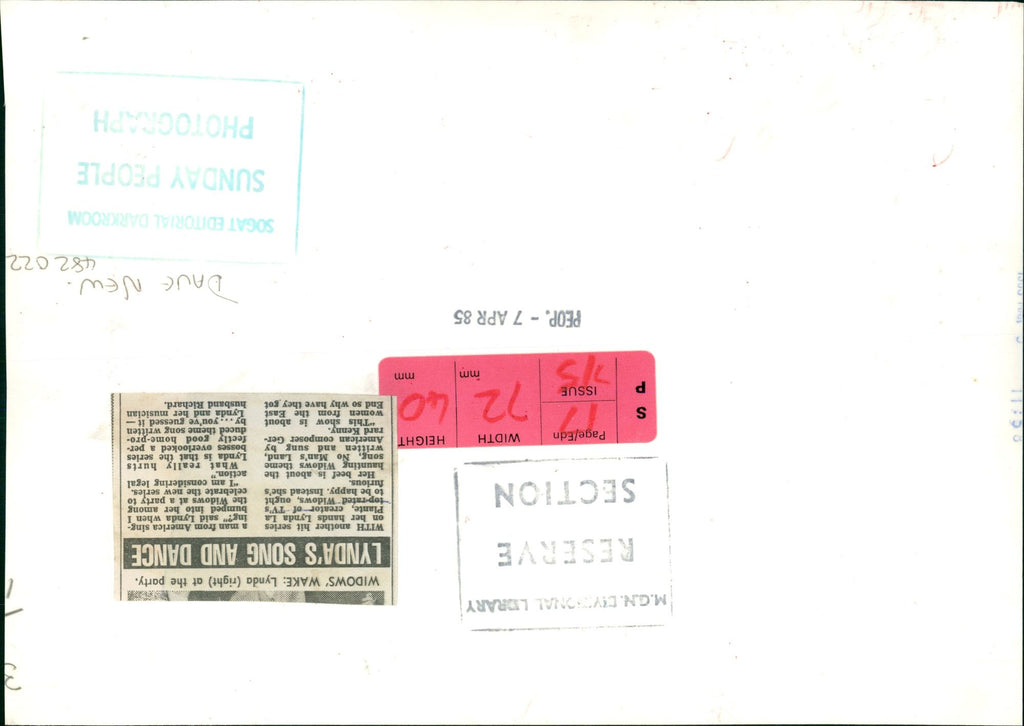 M.G.N. DIVISIONAL LIBRARY
RESERVE
SECTION
WIDOWS' WAKE: Lynda (right) at the party.
LYNDA'S SONG AND DANCE
WITH another hit series
on her hands Lynda La
Plante, creator of TV's
top-rated Widows, ought
to be happy. Instead she's
furious.
Her beef is about the
haunting Widows theme
song, No Man's Land,
written and sung by
American composer Ger-
rard Kenny.
"This show is about
women from the East
End so why have they got
a man from America sing-
ing?" said Lynda when I
bumped into her among
the Widows at a party to
celebrate the new series.
"I am considering legal
action."
What really hurts
Lynda is that the series
bosses overlooked a per-
fectly good home-pro-
duced theme song written
by...you've guessed it —
Lynda and her musician
husband Richard.
S P
Page/Edn 17
ISSUE
WIDTH 72 mm
HEIGHT 40 mm
PEOP. - 7 APR 85
DAVE NEW.
482022
SOGAT EDITORIAL DARKROOM
SUNDAY PEOPLE
PHOTOGRAPH